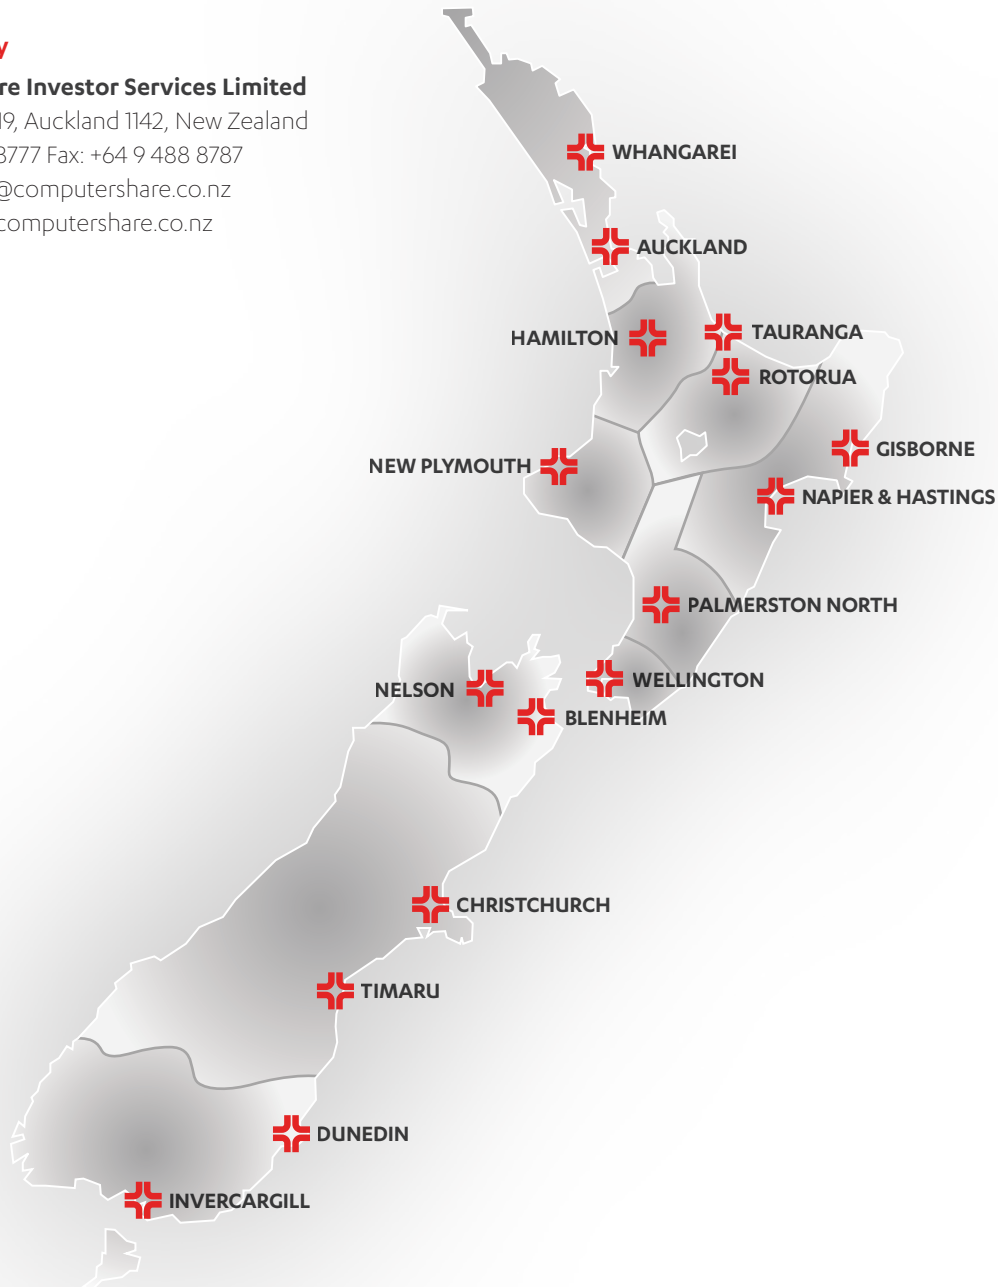 y
re Investor Services Limited
19, Auckland 1142, New Zealand
8777 Fax: +64 9 488 8787
@computershare.co.nz
computershare.co.nz
WHANGAREI
AUCKLAND
HAMILTON
TAURANGA
ROTORUA
GISBORNE
NEW PLYMOUTH
NAPIER & HASTINGS
PALMERSTON NORTH
WELLINGTON
NELSON
BLENHEIM
CHRISTCHURCH
TIMARU
DUNEDIN
INVERCARGILL